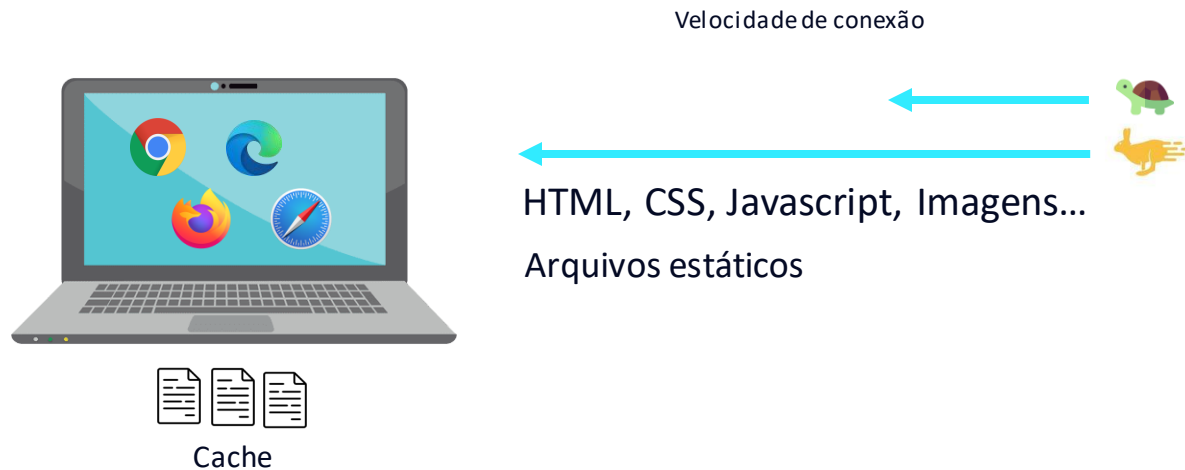 Velocidade de conexão
HTML, CSS, Javascript, Imagens...
Arquivos estáticos
Cache